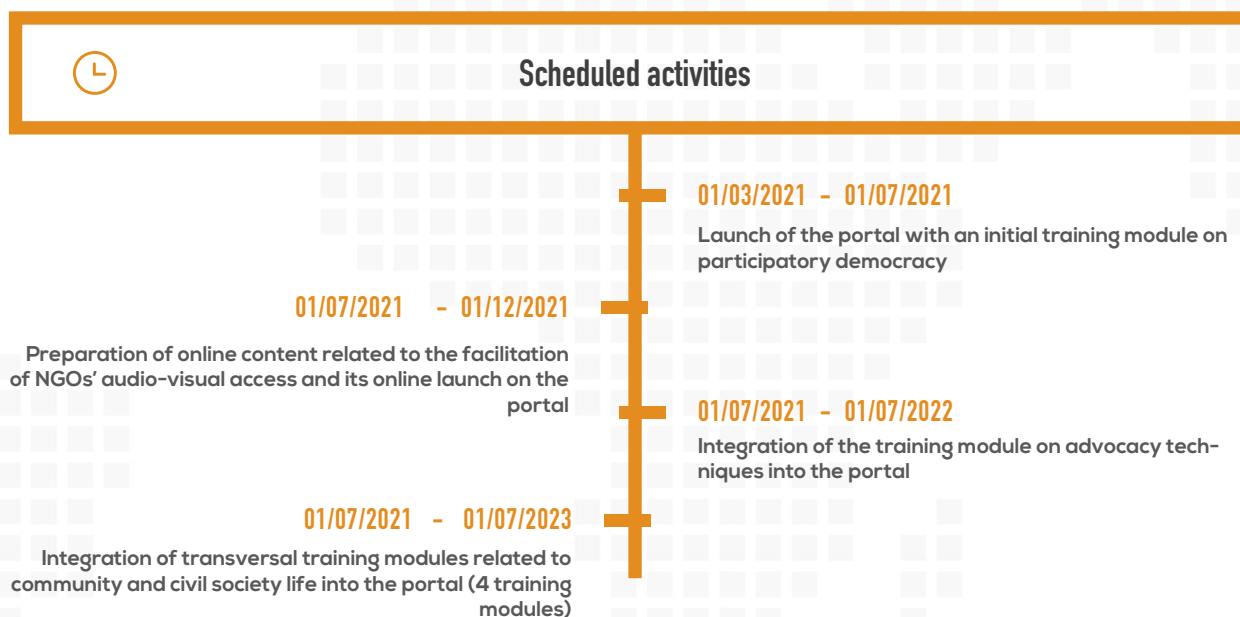 Scheduled activities
01/03/2021 - 01/07/2021
Launch of the portal with an initial training module on
participatory democracy
01/07/2021 - 01/12/2021
Preparation of online content related to the facilitation
of NGOs’ audio-visual access and its online launch on the
portal
01/07/2021 - 01/07/2022
Integration of the training module on advocacy tech-
niques into the portal
01/07/2021 - 01/07/2023
Integration of transversal training modules related to
community and civil society life into the portal (4 training
modules)